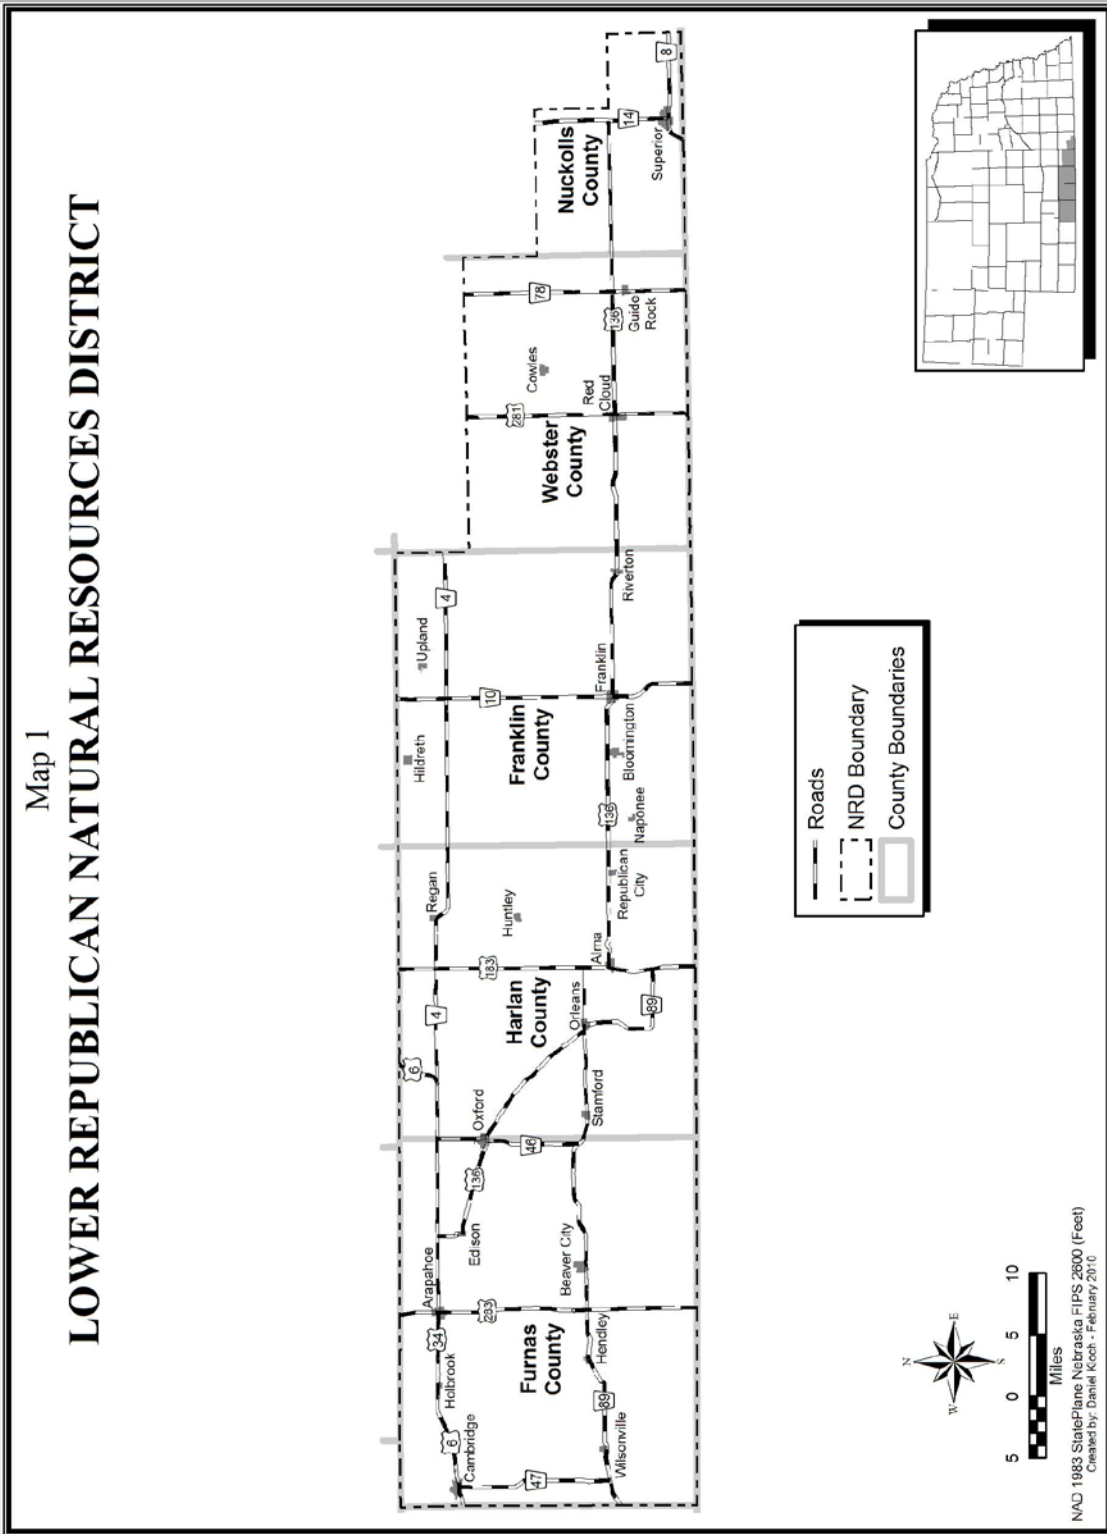 Map 1
LOWER REPUBLICAN NATURAL RESOURCES DISTRICT
6
4
Regan
Hildreth
Upland
4
Arapahoe
34
Holbrook
6
Cambridge
283
Edison
136
Oxford
46
183
Huntley
10
281
Cowles
78
47
Furnas
County
Harlan
County
Franklin
County
Webster
County
Nuckolls
County
Beaver City
Hendley
89
Wilsonville
Stamford
Orleans
89
Alma
Republican
City
136
Naponee
Bloomington
Franklin
Riverton
Red
Cloud
136
Guide
Rock
14
Superior
8
Roads
NRD Boundary
County Boundaries
N
W
E
S
5
0
5
10
Miles
NAD 1983 StatePlane Nebraska FIPS 2600 (Feet)
Created by: Daniel Kloch - February 2010